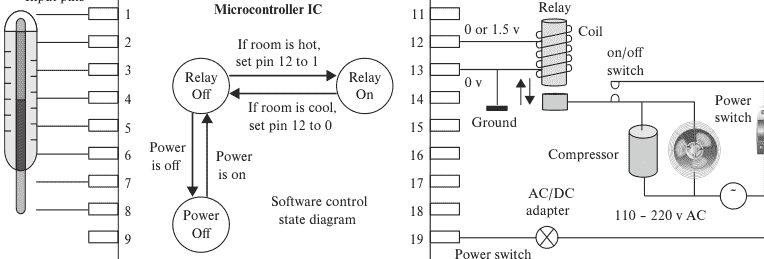 Microcontroller IC
1
2
3
4
5
6
7
8
9
If room is hot,
set pin 12 to 1
Relay
Off
Relay
On
If room is cool,
set pin 12 to 0
Power
is off
Power
is on
Power
Off
Software control
state diagram
11
12
13
14
15
16
17
18
19
Relay
0 or 1.5 v
Coil
on/off
switch
0 v
Ground
Power
switch
Compressor
AC/DC
adapter
~
110 – 220 v AC
Power switch